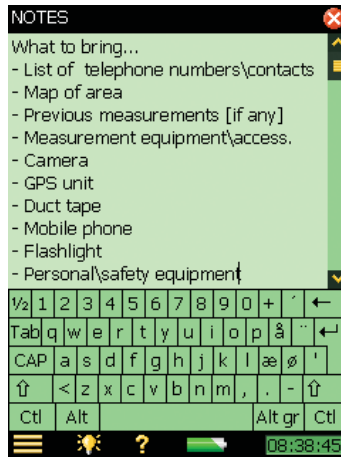 NOTES
What to bring...
- List of telephone numbers\contacts
- Map of area
- Previous measurements [if any]
- Measurement equipment\access.
- Camera
- GPS unit
- Duct tape
- Mobile phone
- Flashlight
- Personal\safety equipment
½ 1 2 3 4 5 6 7 8 9 0 + ´ ←
Tab q w e r t y u i o p å ¨ ↵
CAP a s d f g h j k l æ ø '
⇧ < z x c v b n m , . - ⇧
Ctl Alt Alt gr Ctl
? 08:38:45